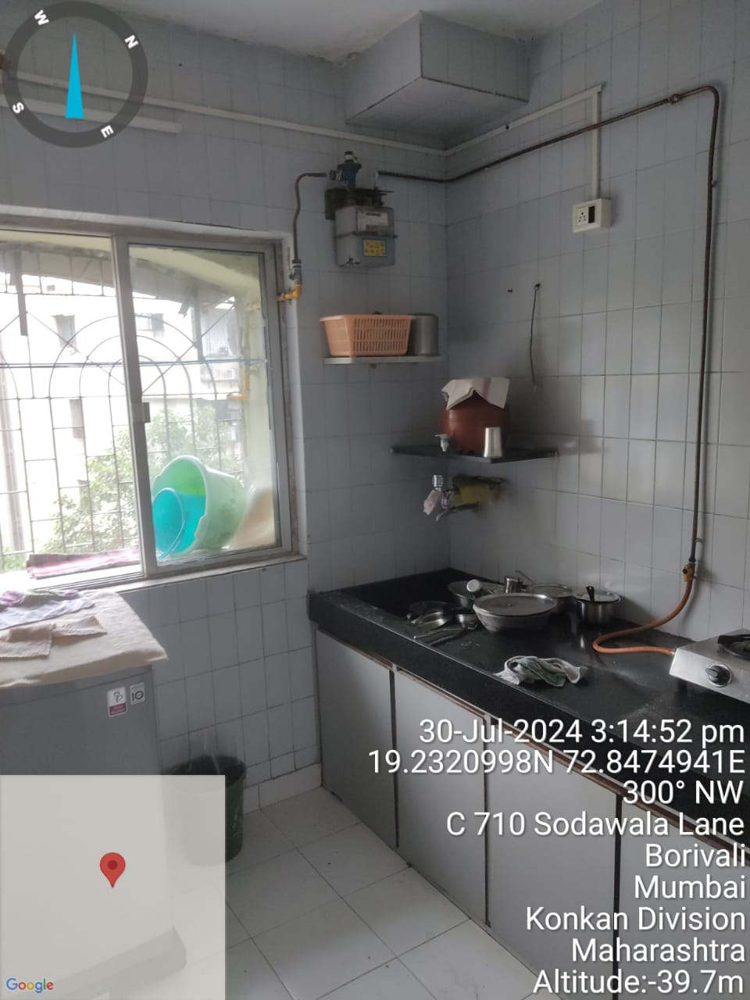 W
N
S
E
10
30-Jul-2024 3:14:52 pm
19.2320998N 72.8474941E
300° NW
C 710 Sodawala Lane
Borivali
Mumbai
Konkan Division
Maharashtra
Altitude:-39.7m
Google